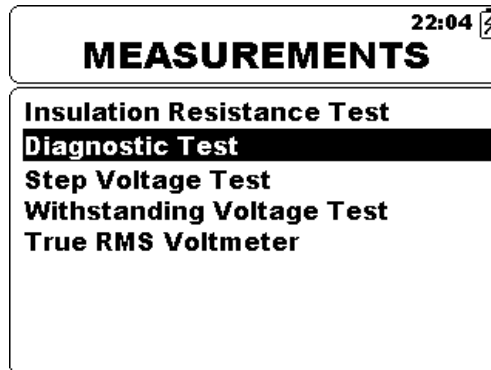 22:04
MEASUREMENTS
Insulation Resistance Test
Diagnostic Test
Step Voltage Test
Withstanding Voltage Test
True RMS Voltmeter